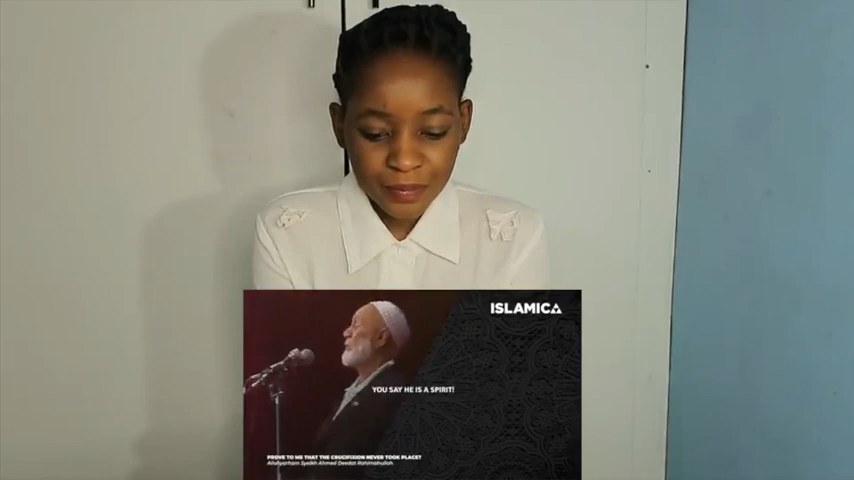 ISLAMICA
YOU SAY HE IS A SPIRIT!
PROVE TO ME THAT THE CRUCIFIXION NEVER TOOK PLACE?
Allahyarham Syeikh Ahmed Deedat Rahimahullah.